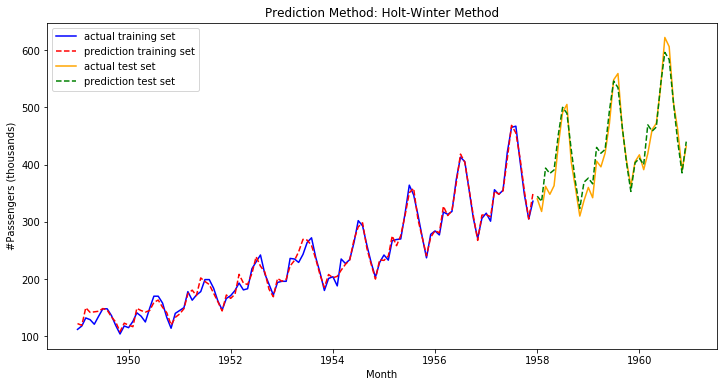 Prediction Method: Holt-Winter Method
actual training set
prediction training set
actual test set
prediction test set
600
500
400
300
200
100
#Passengers (thousands)
1950
1952
1954
1956
1958
1960
Month